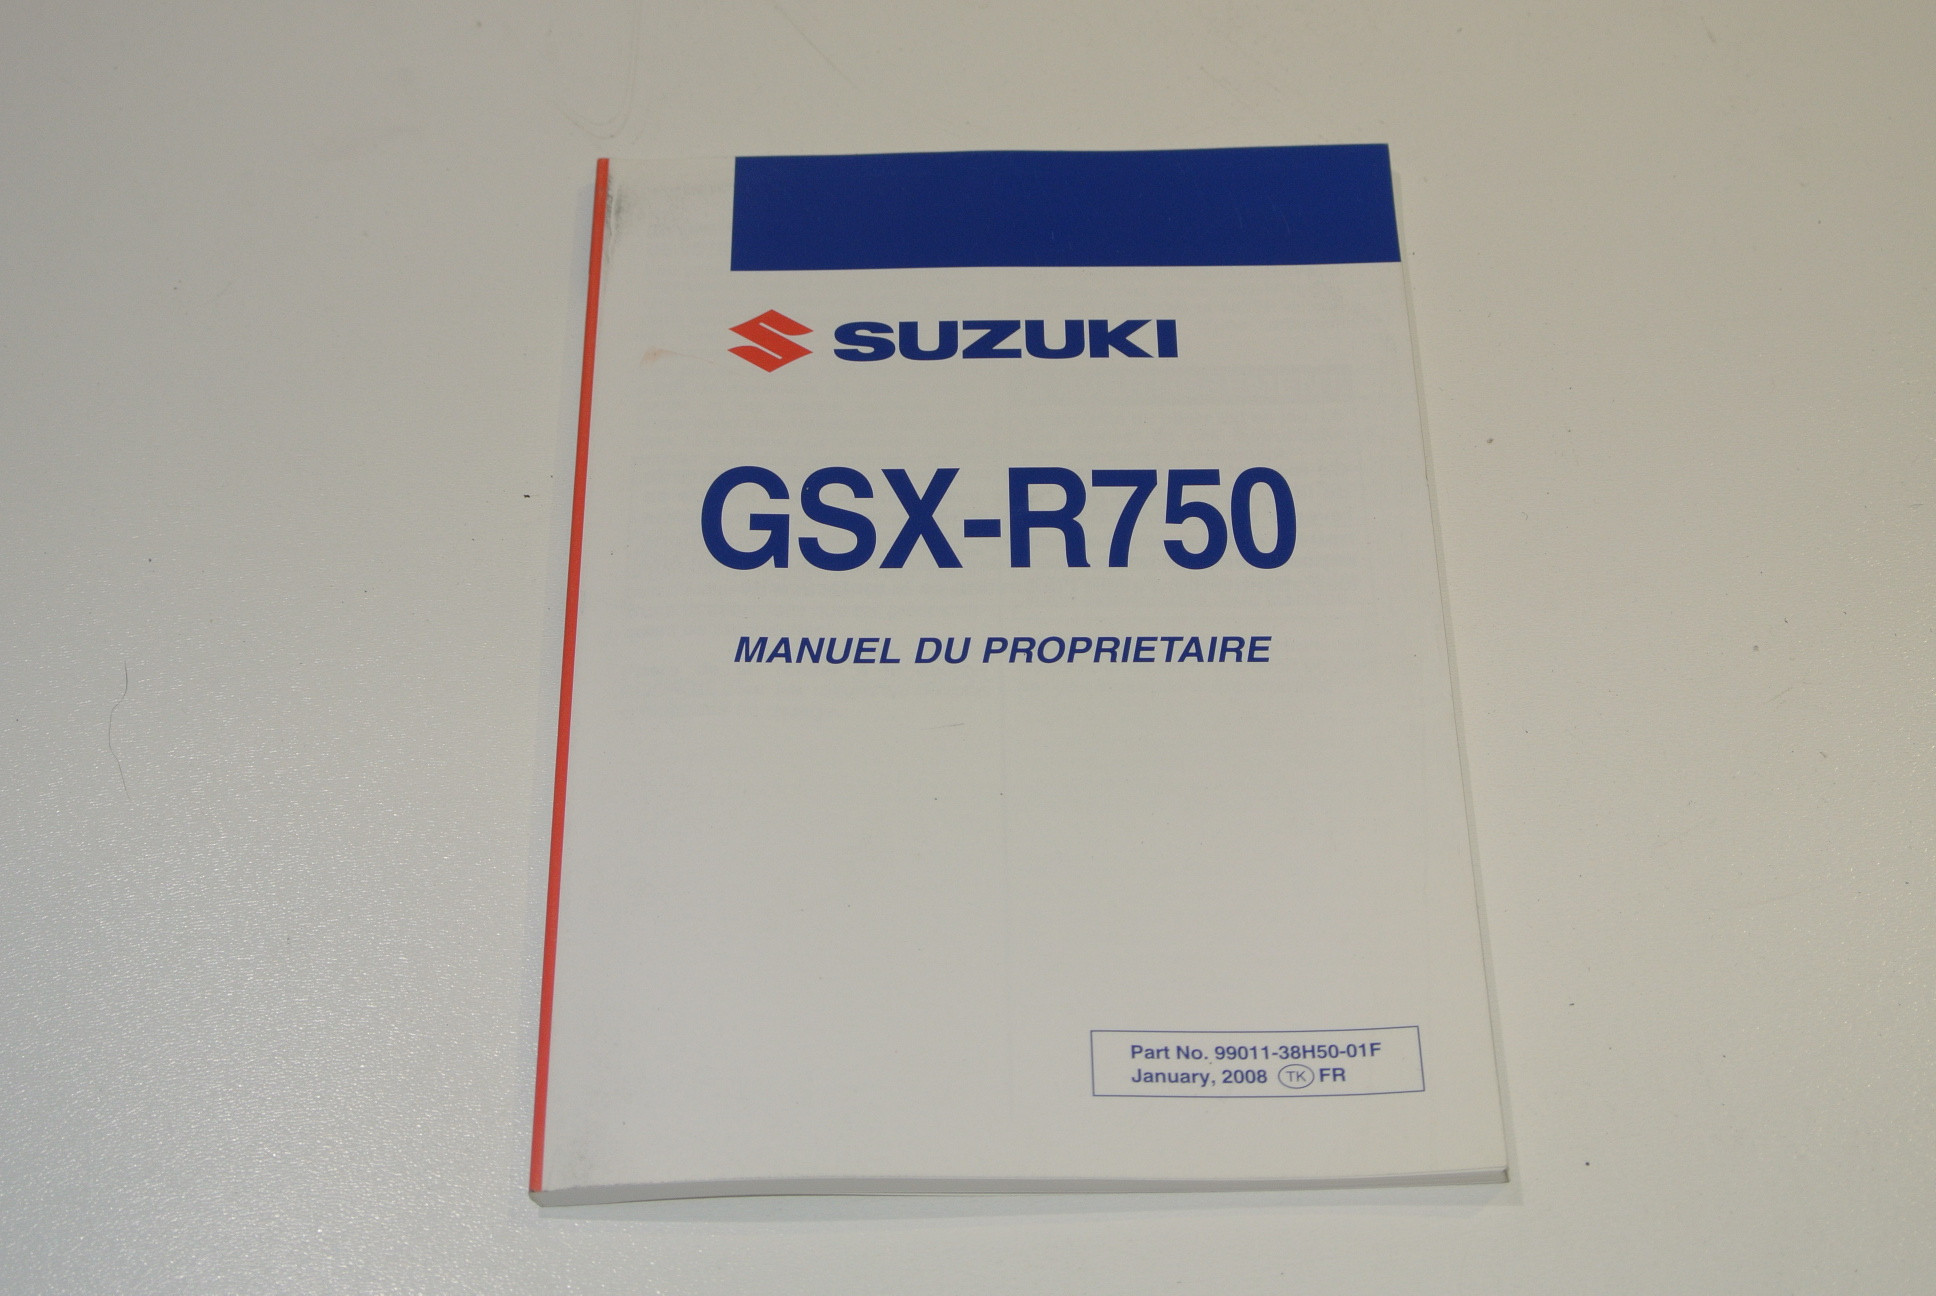 SUZUKI
GSX-R750
MANUEL DU PROPRIETAIRE
Part No. 99011-38H50-01F
January, 2008 TK FR